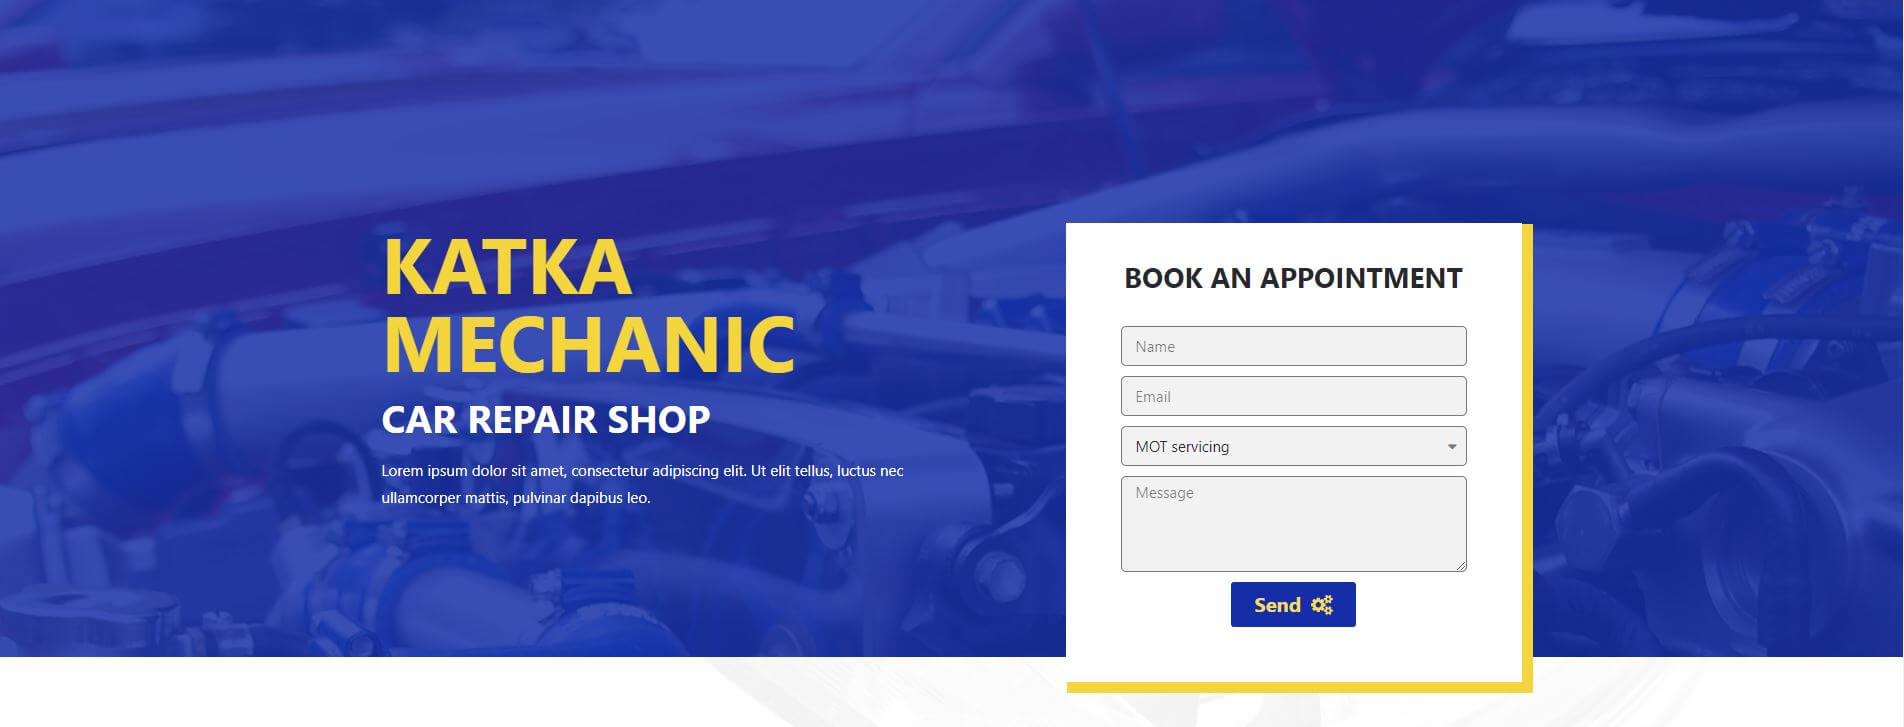 KATKA
MECHANIC
CAR REPAIR SHOP
Lorem ipsum dolor sit amet, consectetur adipiscing elit. Ut elit tellus, luctus nec
ullamcorper mattis, pulvinar dapibus leo.
BOOK AN APPOINTMENT
Name
Email
MOT servicing
Message
Send